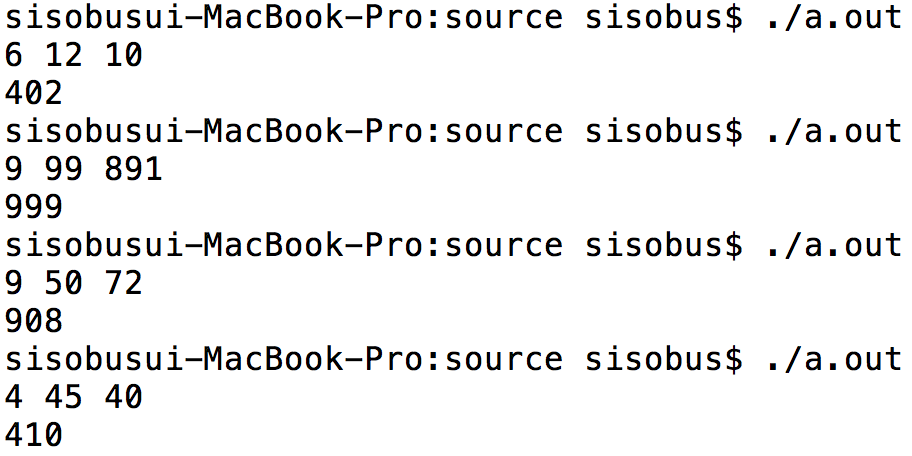 sisobusui-MacBook-Pro:source sisobus$ ./a.out
6 12 10
402
sisobusui-MacBook-Pro:source sisobus$ ./a.out
9 99 891
999
sisobusui-MacBook-Pro:source sisobus$ ./a.out
9 50 72
908
sisobusui-MacBook-Pro:source sisobus$ ./a.out
4 45 40
410